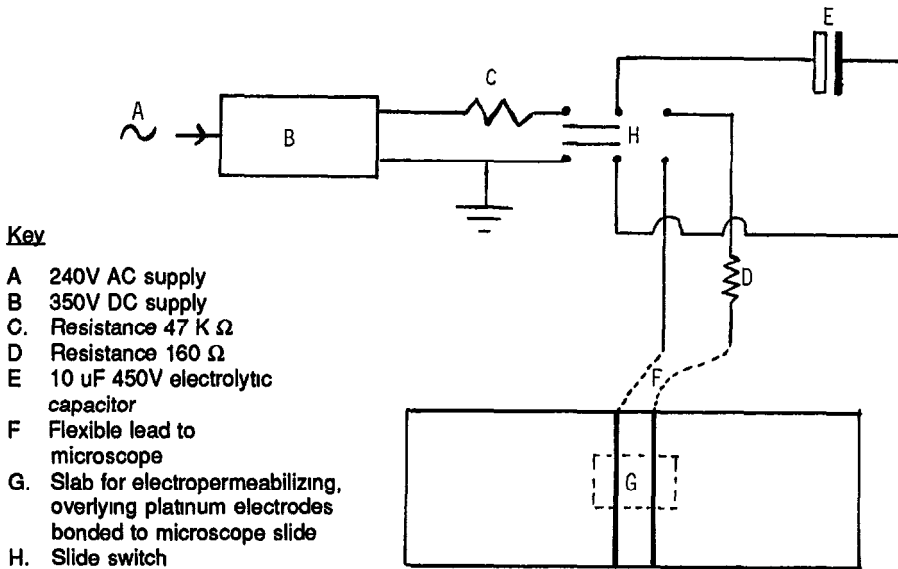 E
C
A
B
H
Key
A 240V AC supply
B 350V DC supply
C. Resistance 47 K Ω
D Resistance 160 Ω
E 10 uF 450V electrolytic
capacitor
F Flexible lead to
microscope
G. Slab for electropermeabilizing,
overlying platinum electrodes
bonded to microscope slide
H. Slide switch
D
F
G